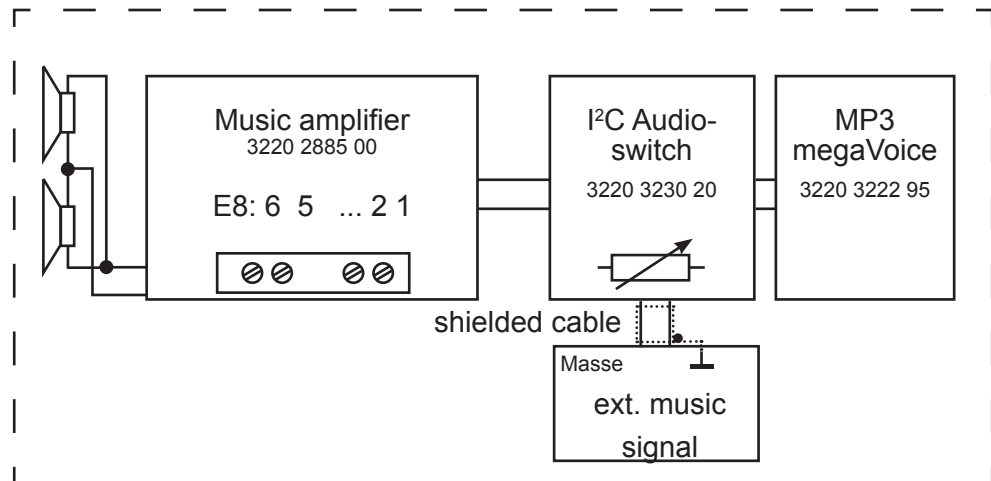 Music amplifier
3220 2885 00
E8: 6 5 ... 2 1
I²C Audio-
switch
3220 3230 20
MP3
megaVoice
3220 3222 95
shielded cable
Masse
ext. music
signal